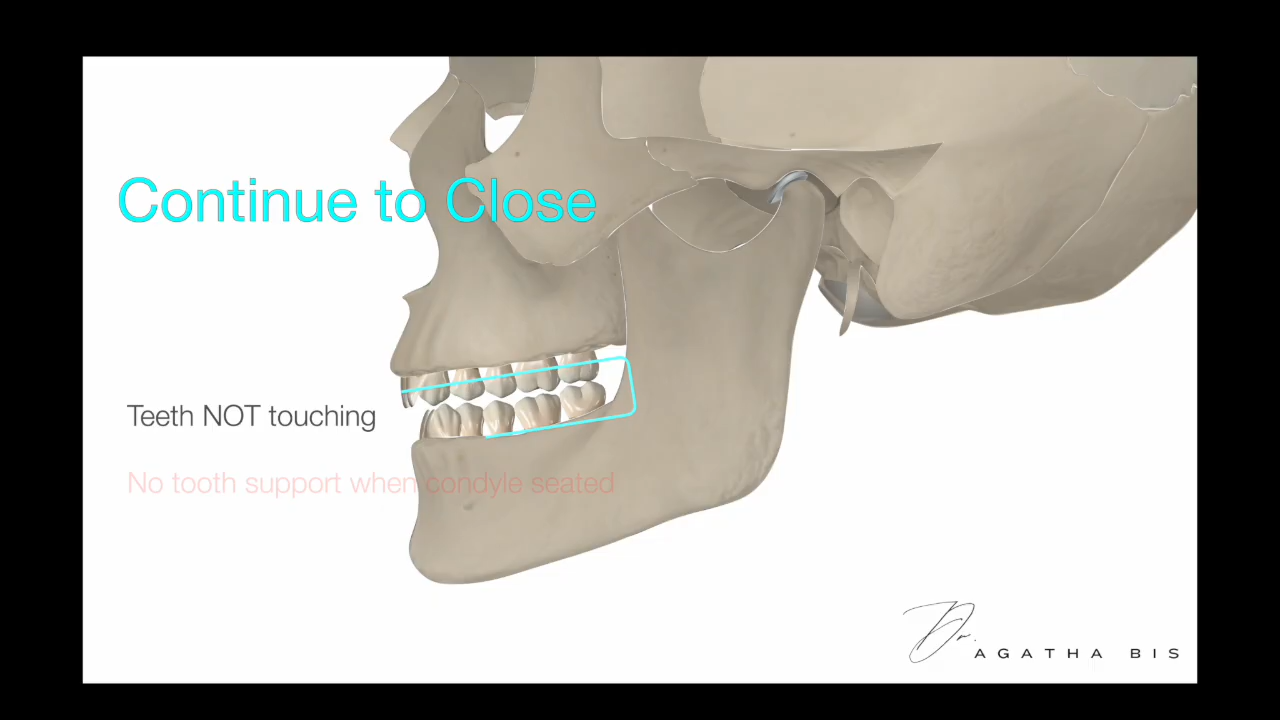 Continue to Close
Teeth NOT touching
No tooth support when condyle seated
Dr.
AGATHA BIS